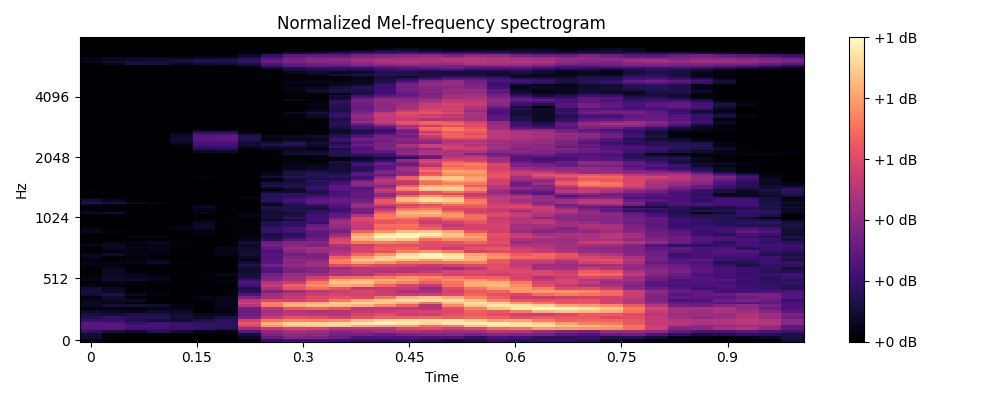 Normalized Mel-frequency spectrogram
Hz
4096
2048
1024
512
0
0 0.15 0.3 0.45 0.6 0.75 0.9
Time
+1 dB
+1 dB
+1 dB
+0 dB
+0 dB
+0 dB